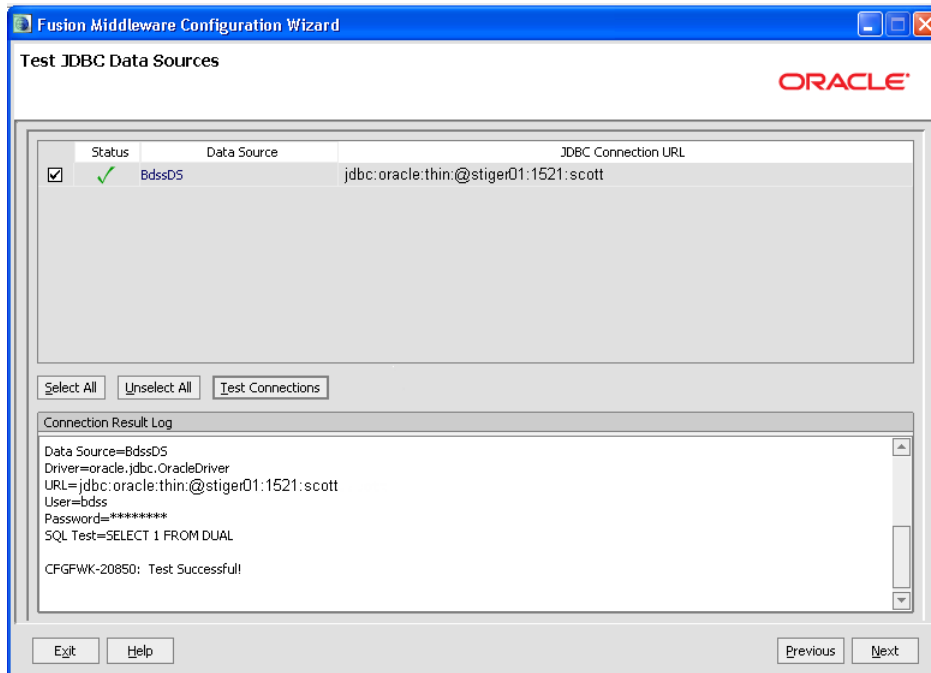 Fusion Middleware Configuration Wizard
Test JDBC Data Sources
ORACLE
Status Data Source JDBC Connection URL
BdssDS jdbc:oracle:thin:@stiger01:1521:scott
Select All Unselect All Test Connections
Connection Result Log
Data Source=BdssDS
Driver=oracle.jdbc.OracleDriver
URL=jdbc:oracle:thin:@stiger01:1521:scott
User=bdss
Password=********
SQL Test=SELECT 1 FROM DUAL
CFGFWK-20850: Test Successful!
Exit Help Previous Next